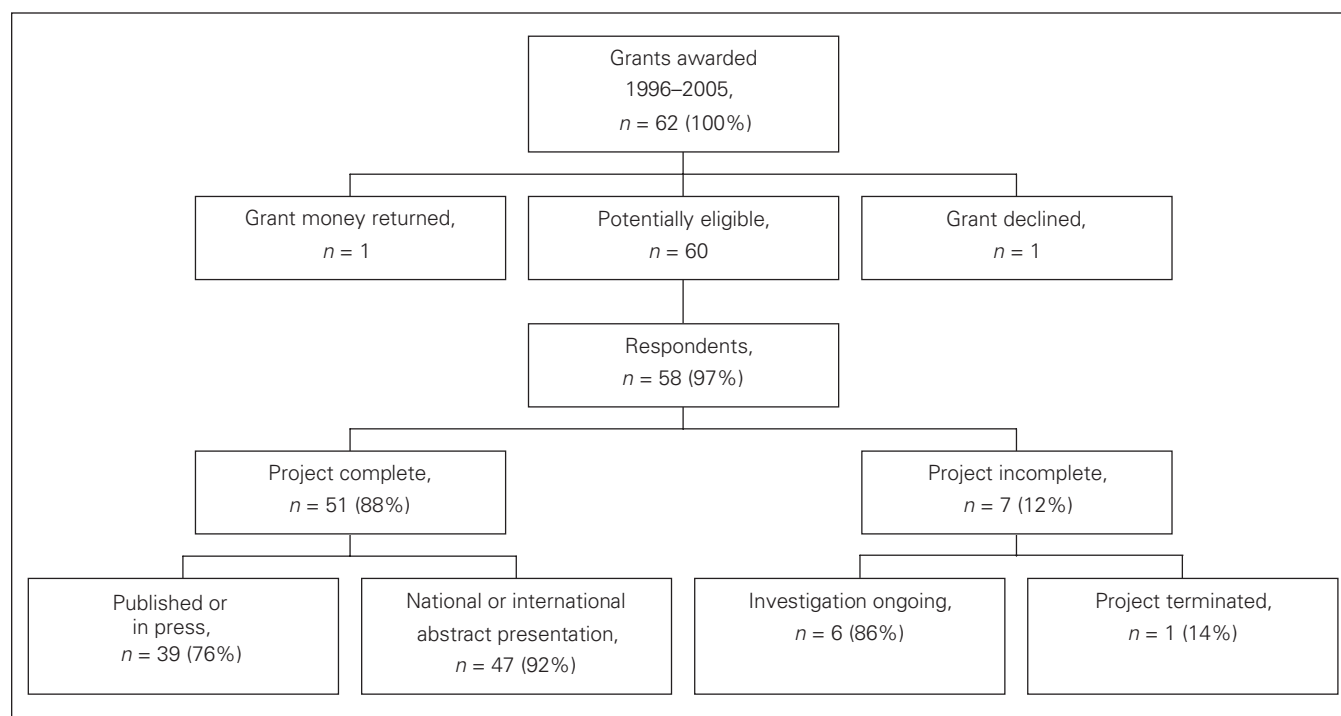 Grants awarded
1996–2005,
n = 62 (100%)
Grant money returned,
n = 1
Potentially eligible,
n = 60
Grant declined,
n = 1
Respondents,
n = 58 (97%)
Project complete,
n = 51 (88%)
Project incomplete,
n = 7 (12%)
Published or
in press,
n = 39 (76%)
National or international
abstract presentation,
n = 47 (92%)
Investigation ongoing,
n = 6 (86%)
Project terminated,
n = 1 (14%)